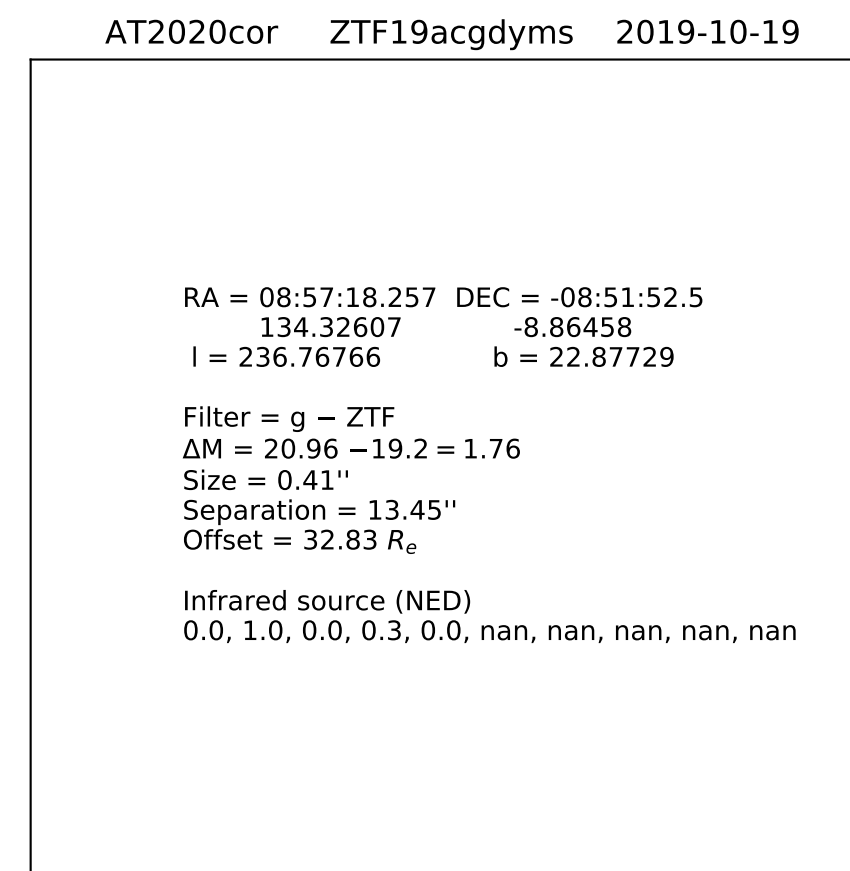 AT2020cor ZTF19acgdyms 2019-10-19
RA = 08:57:18.257 DEC = -08:51:52.5
134.32607 -8.86458
l = 236.76766 b = 22.87729
Filter = g − ZTF
ΔM = 20.96 −19.2 = 1.76
Size = 0.41''
Separation = 13.45''
Offset = 32.83 Re
Infrared source (NED)
0.0, 1.0, 0.0, 0.3, 0.0, nan, nan, nan, nan, nan